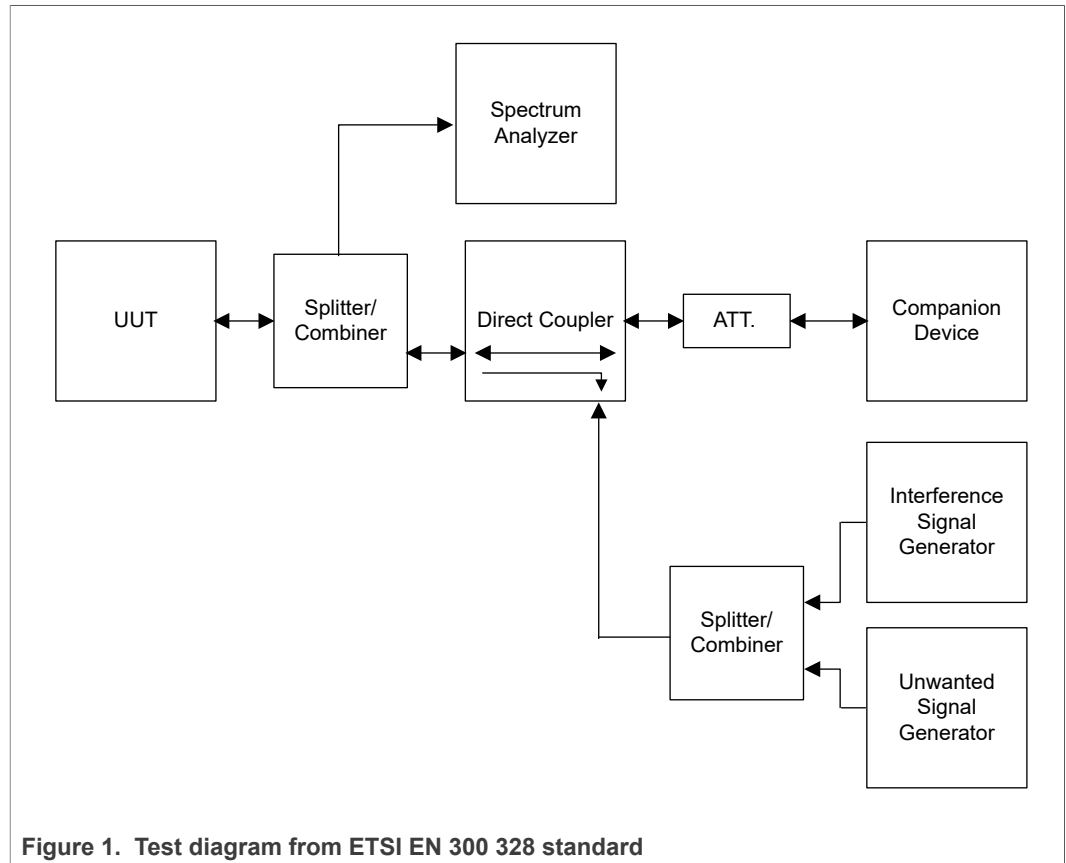 Spectrum
Analyzer
UUT
Splitter/
Combiner
Direct Coupler
ATT.
Companion
Device
Interference
Signal
Generator
Splitter/
Combiner
Unwanted
Signal
Generator
Figure 1. Test diagram from ETSI EN 300 328 standard